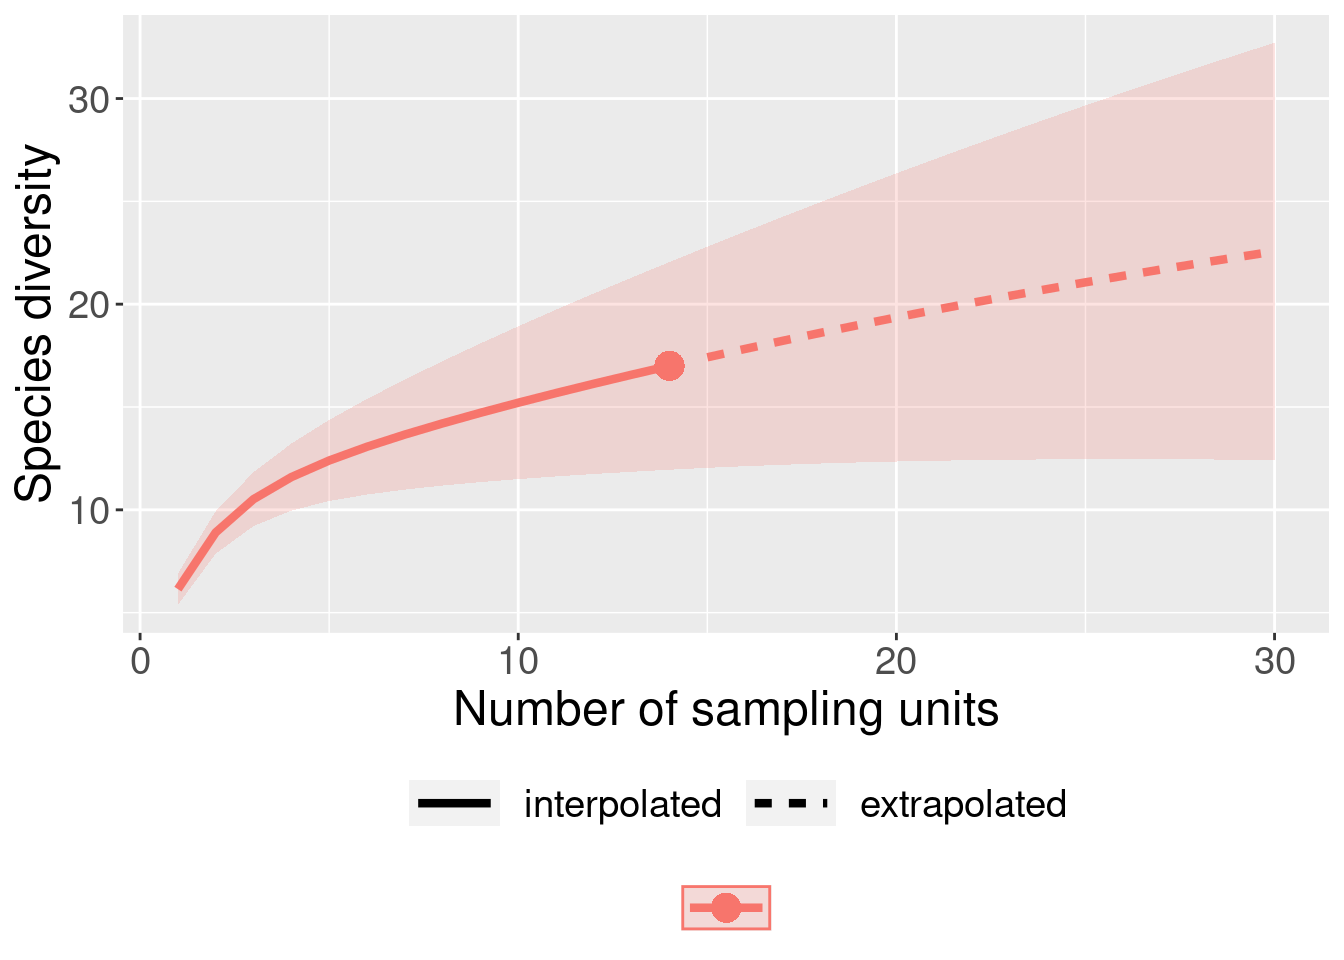 30
20
10
Species diversity
0 10 20 30
Number of sampling units
interpolated extrapolated